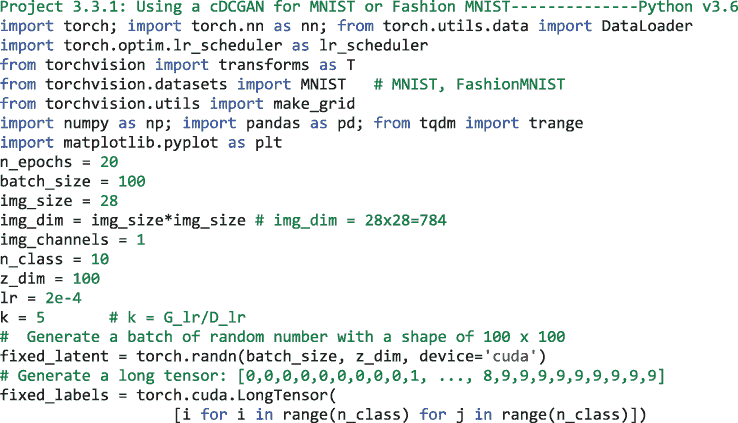 Project 3.3.1: Using a cDCGAN for MNIST or Fashion MNIST--------------Python v3.6
import torch; import torch.nn as nn; from torch.utils.data import DataLoader
import torch.optim.lr_scheduler as lr_scheduler
from torchvision import transforms as T
from torchvision.datasets import MNIST   # MNIST, FashionMNIST
from torchvision.utils import make_grid
import numpy as np; import pandas as pd; from tqdm import trange
import matplotlib.pyplot as plt
n_epochs = 20
batch_size = 100
img_size = 28
img_dim = img_size*img_size # img_dim = 28x28=784
img_channels = 1
n_class = 10
z_dim = 100
lr = 2e-4
k = 5       # k = G_lr/D_lr
#  Generate a batch of random number with a shape of 100 x 100
fixed_latent = torch.randn(batch_size, z_dim, device='cuda')
# Generate a long tensor: [0,0,0,0,0,0,0,0,0,1, ..., 8,9,9,9,9,9,9,9,9,9]
fixed_labels = torch.cuda.LongTensor(
                    [i for i in range(n_class) for j in range(n_class)])